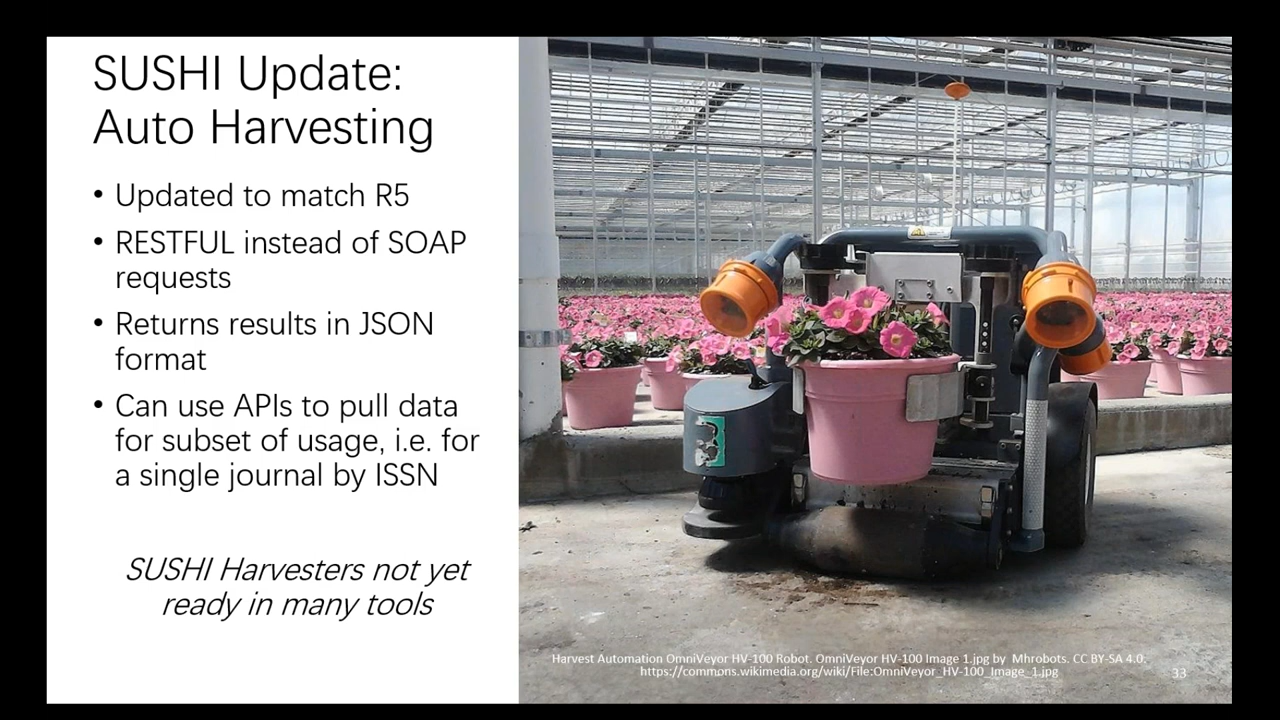 SUSHI Update:
Auto Harvesting
• Updated to match R5
• RESTFUL instead of SOAP
requests
• Returns results in JSON
format
• Can use APIs to pull data
for subset of usage, i.e. for
a single journal by ISSN
SUSHI Harvesters not yet
ready in many tools
Harvest Automation OmniVeyor HV-100 Robot. OmniVeyor HV-100 Image 1.jpg by Mhrobots. CC BY-SA 4.0.
https://commons.wikimedia.org/wiki/File:OmniVeyor_HV-100_Image_1.jpg
33